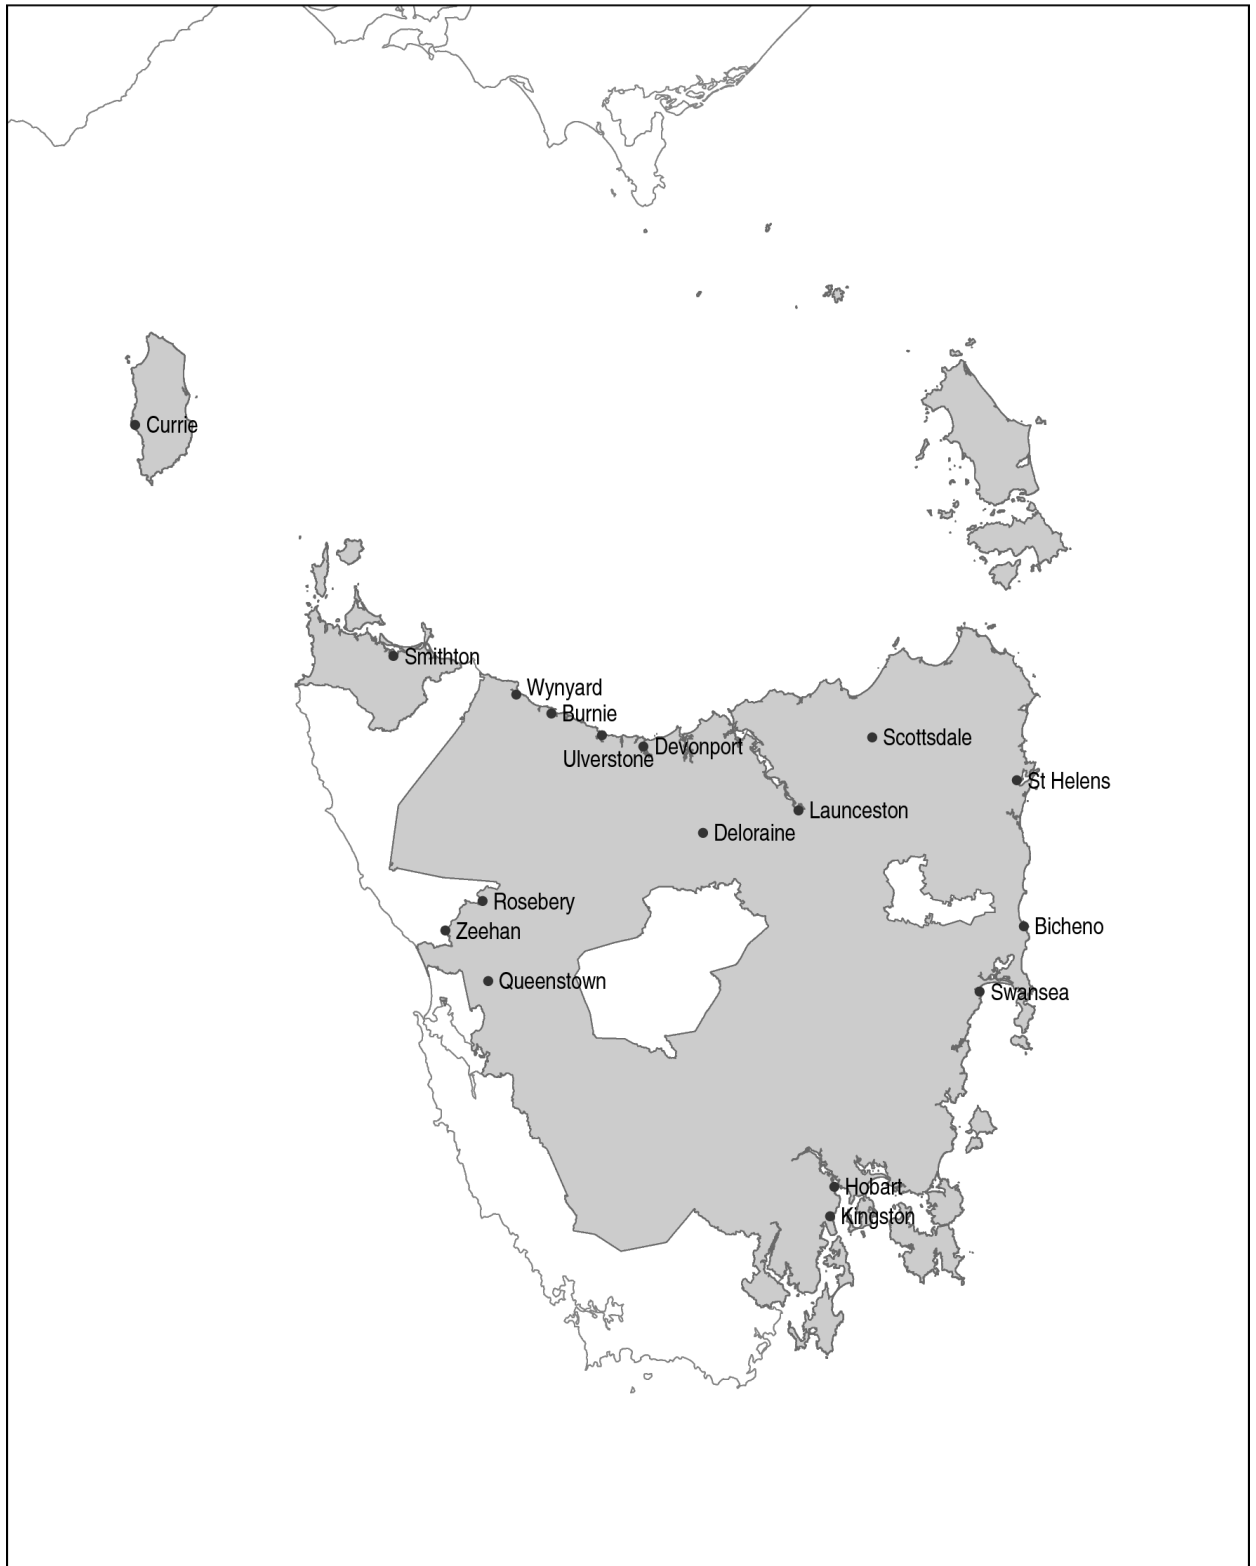 Currie
Smithton
Wynyard
Burnie
Ulverstone
Devonport
Scottsdale
St Helens
Launceston
Deloraine
Rosebery
Zeehan
Bicheno
Queenstown
Swansea
Hobart
Kingston